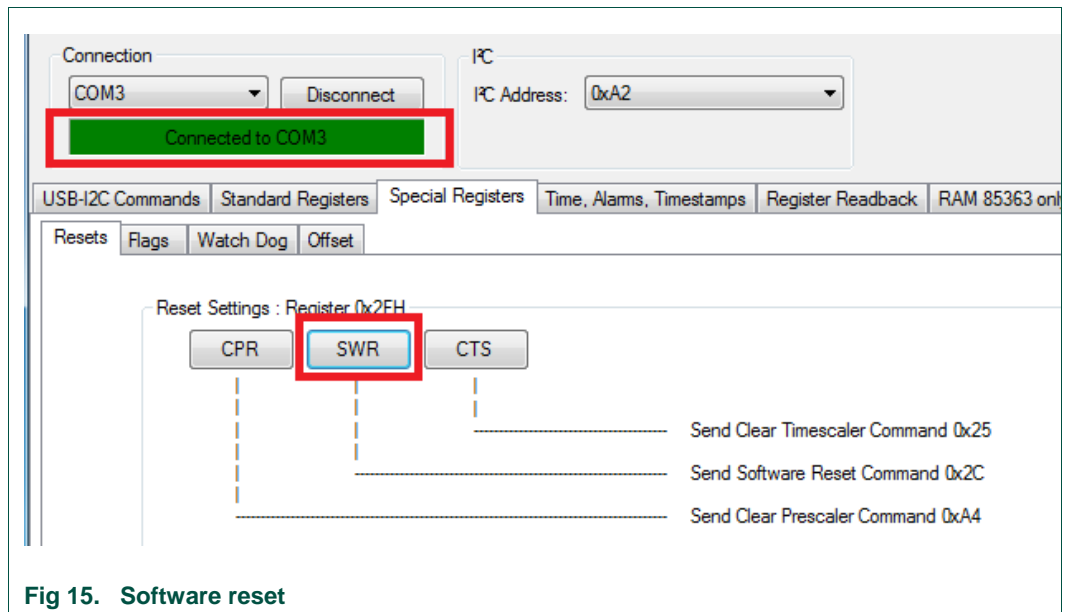 Connection
COM3
Disconnect
Connected to COM3
I²C
I²C Address:
0xA2
USB-I2C Commands
Standard Registers
Special Registers
Time, Alarms, Timestamps
Register Readback
RAM 85363 only
Resets
Flags
Watch Dog
Offset
Reset Settings : Register 0x2FH
CPR
SWR
CTS
Send Clear Timescaler Command 0x25
Send Software Reset Command 0x2C
Send Clear Prescaler Command 0xA4
Fig 15. Software reset